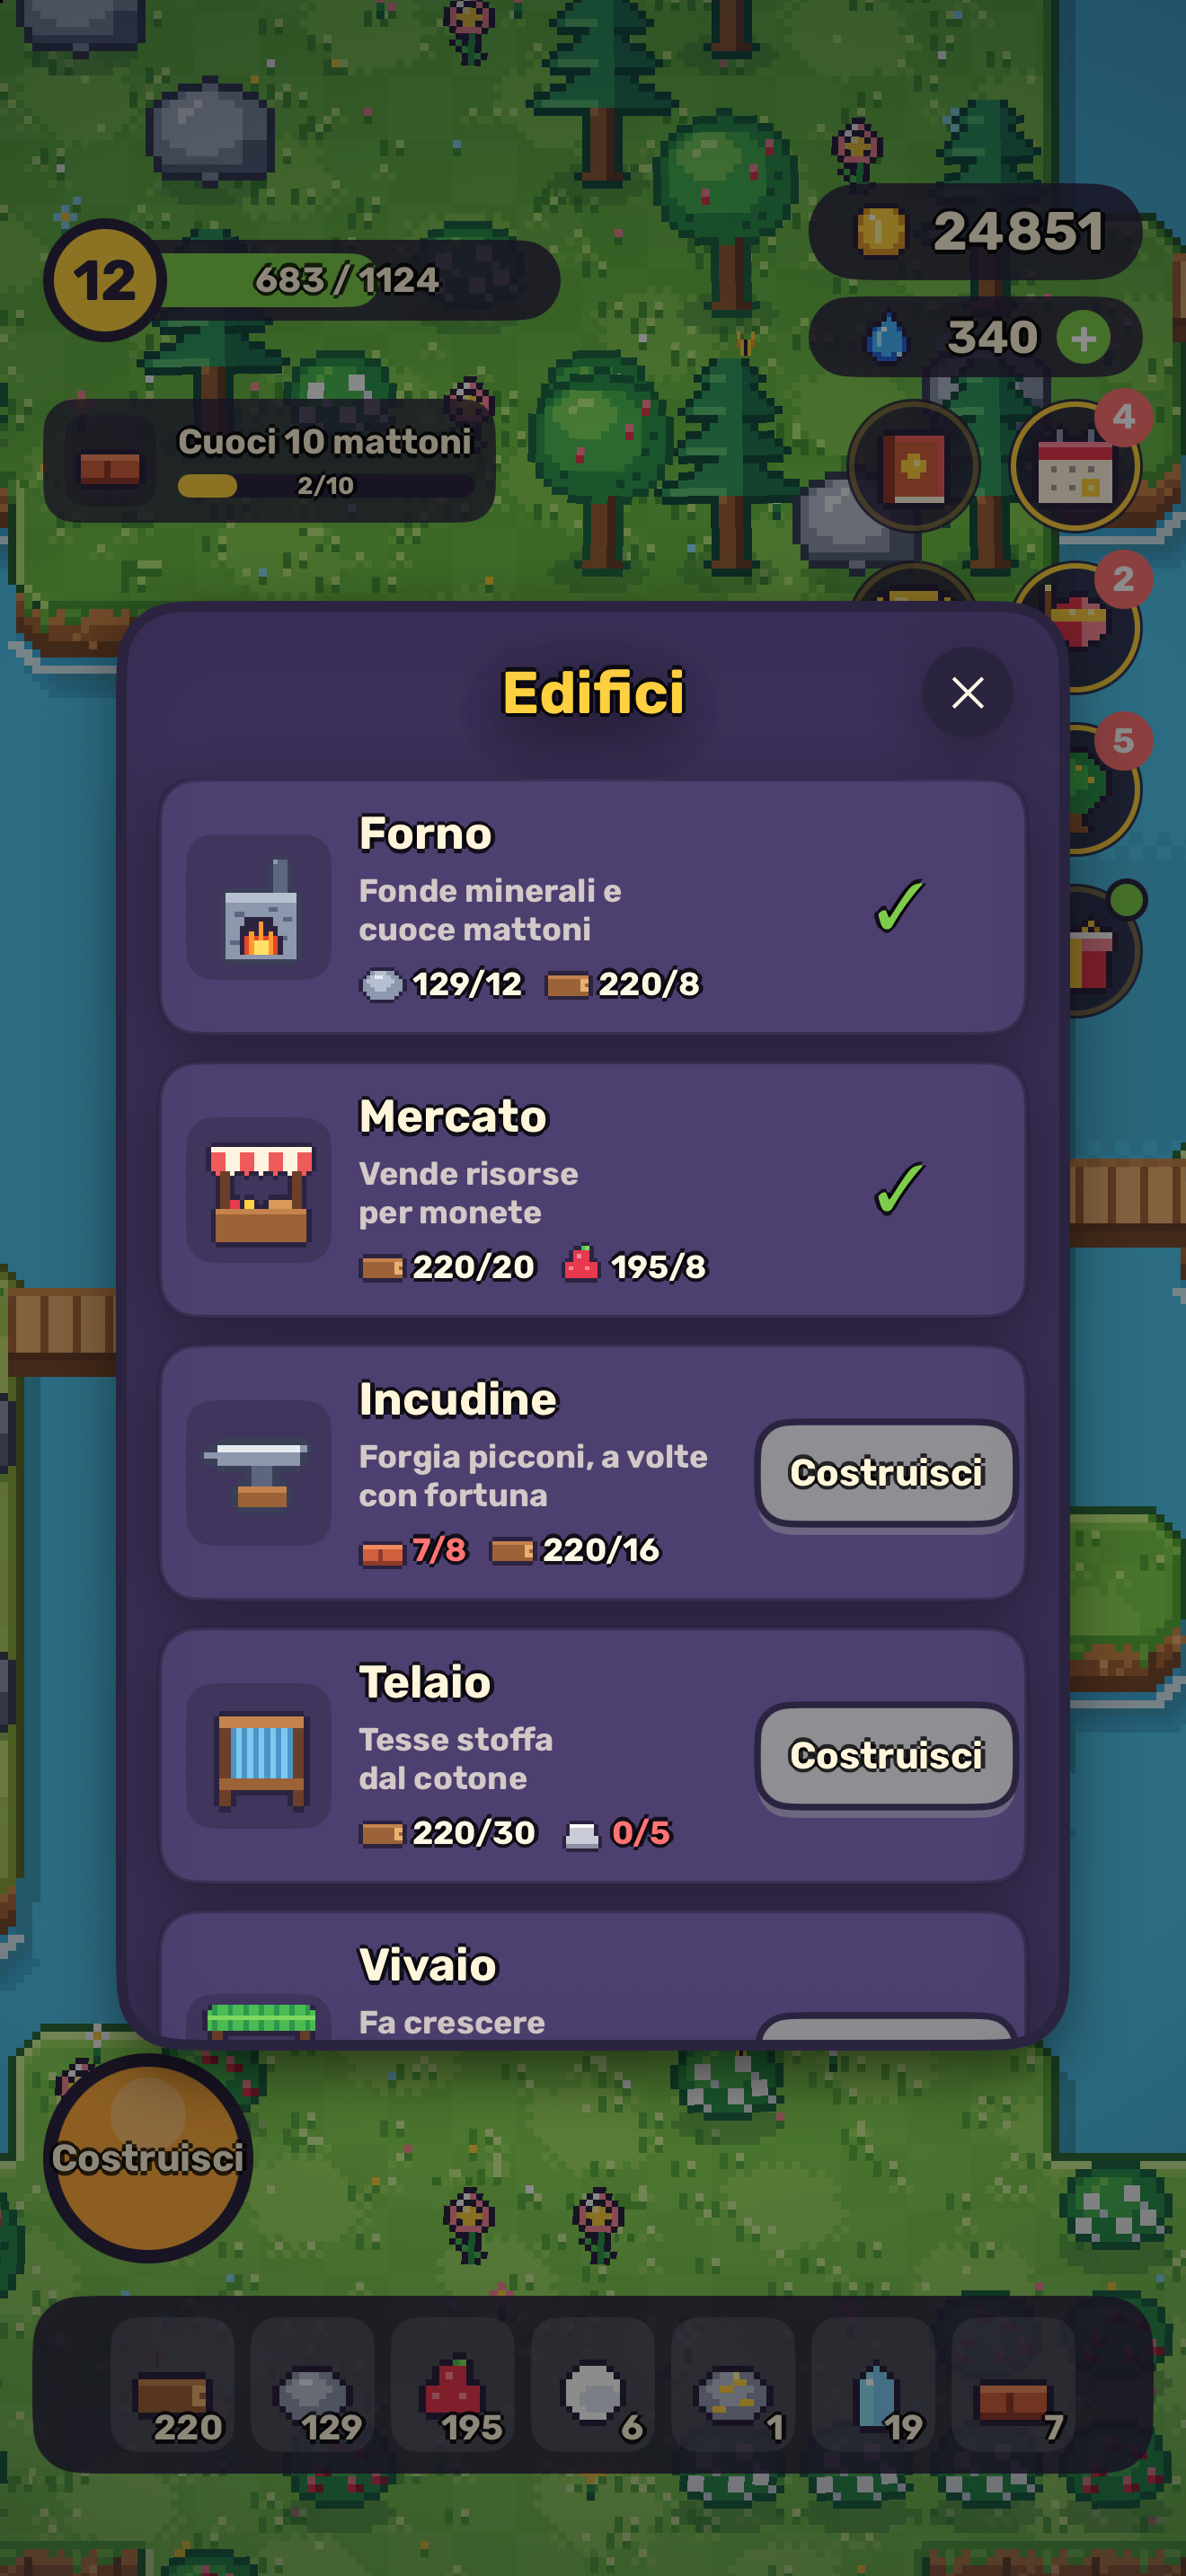 24851
12
683 / 1124
340
+
4
Cuoci 10 mattoni
2/10
2
Edifici
5
Forno
Fonde minerali e
cuoce mattoni
129/12 220/8
Mercato
Vende risorse
per monete
220/20 195/8
Incudine
Forgia picconi, a volte
con fortuna
7/8 220/16
Costruisci
Telaio
Tesse stoffa
dal cotone
220/30 0/5
Costruisci
Vivaio
Fa crescere
Costruisci
220 129 195 6 1 19 7